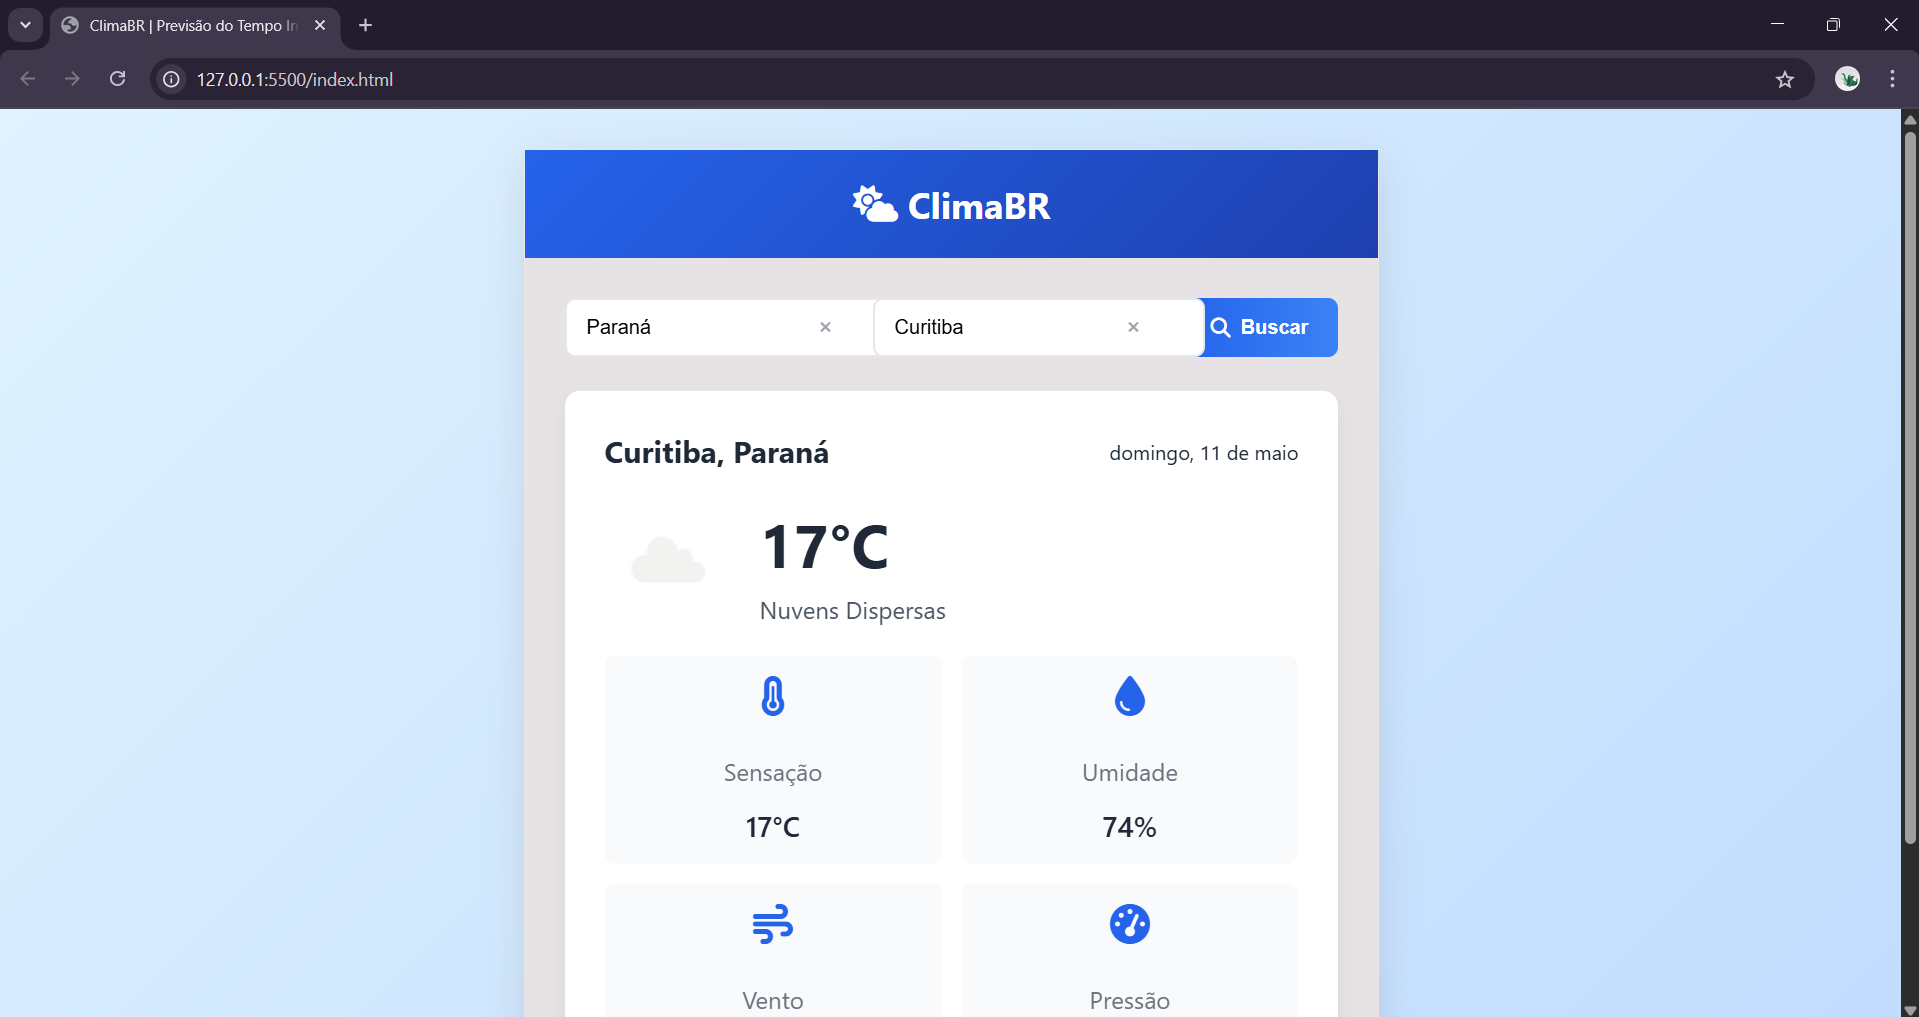 ClimaBR | Previsão do Tempo In
127.0.0.1:5500/index.html
ClimaBR
Paraná
Curitiba
Buscar
Curitiba, Paraná
domingo, 11 de maio
17°C
Nuvens Dispersas
Sensação
Umidade
17°C
74%
Vento
Pressão